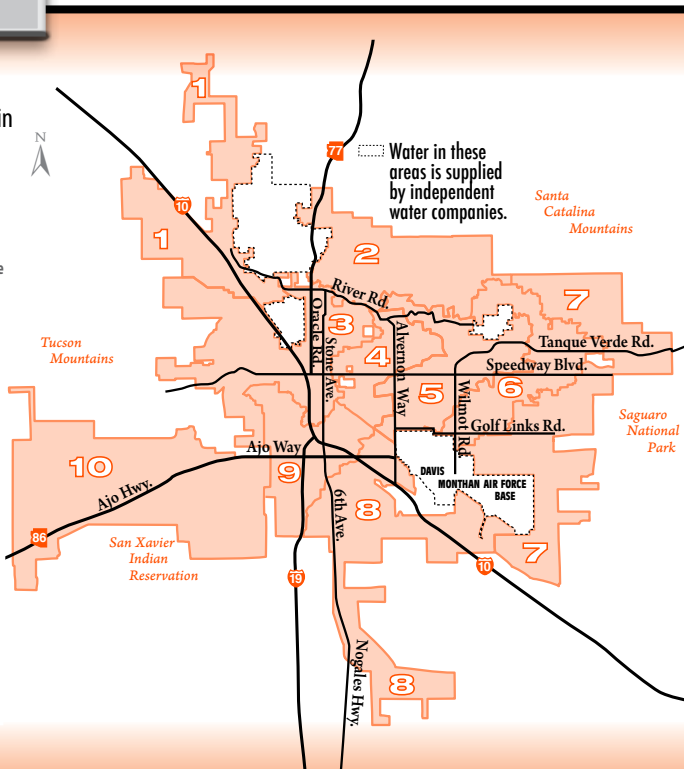 in
N
e
1
77
Water in these
areas is supplied
by independent
water companies.
Santa
Catalina
Mountains
10
1
2
7
River Rd.
Oracle Rd.
Stone Ave.
3
4
Alvernon Way
Tanque Verde Rd.
Speedway Blvd.
Tucson
Mountains
5
6
Wilmot Rd.
Golf Links Rd.
Saguaro
National
Park
Ajo Way
10
Ajo Hwy.
9
DAVIS
MONTHAN AIR FORCE
BASE
6th Ave.
8
86
San Xavier
Indian
Reservation
19
10
7
Nogales Hwy.
8